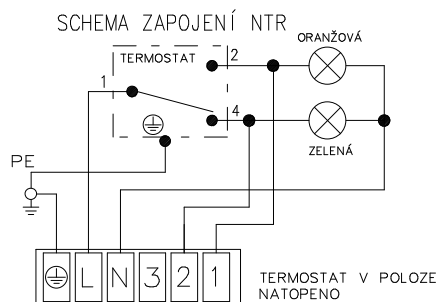 SCHEMA ZAPOJENÍ NTR
ORANŽOVÁ
TERMOSTAT
2
1
4
ZELENÁ
PE
L N 3 2 1
TERMOSTAT V POLOZE
NATOPENO